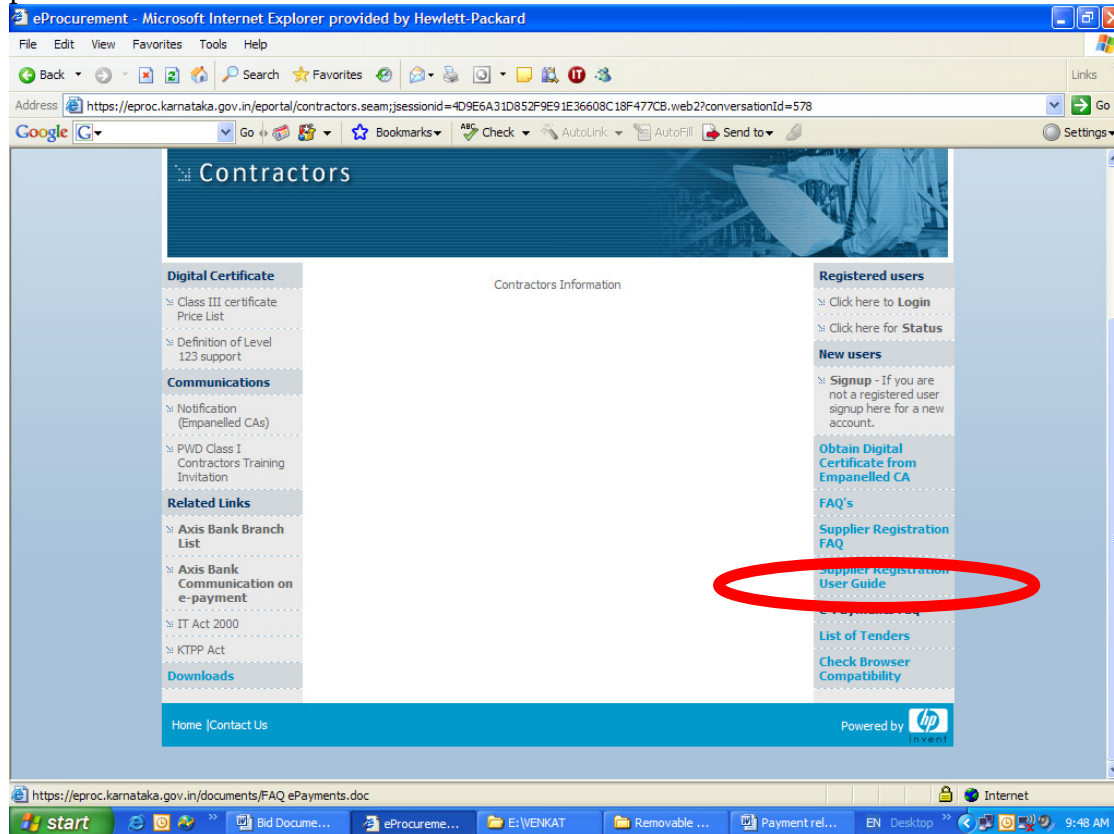 eProcurement - Microsoft Internet Explorer provided by Hewlett-Packard
File Edit View Favorites Tools Help
Back Search Favorites
Links
Address https://eproc.karnataka.gov.in/eportal/contractors.seam;jsessionid=4D9E6A31D852F9E91E36608C18F477CB.web2?conversationId=578 Go
Google G Go Bookmarks ABC Check AutoLink AutoFill Send to Settings
Contractors
Digital Certificate
Class III certificate
Price List
Definition of Level
123 support
Communications
Notification
(Empanelled CAs)
PWD Class I
Contractors Training
Invitation
Related Links
Axis Bank Branch
List
Axis Bank
Communication on
e-payment
IT Act 2000
KTPP Act
Downloads
Contractors Information
Registered users
Click here to Login
Click here for Status
New users
Signup - If you are
not a registered user
signup here for a new
account.
Obtain Digital
Certificate from
Empanelled CA
FAQ's
Supplier Registration
FAQ
Supplier Registration
User Guide
e-Payments Faq
List of Tenders
Check Browser
Compatibility
Home |Contact Us
Powered by hp
invent
https://eproc.karnataka.gov.in/documents/FAQ ePayments.doc Internet
start Bid Docume... eProcureme... E:\VENKAT Removable ... Payment rel... EN Desktop 9:48 AM